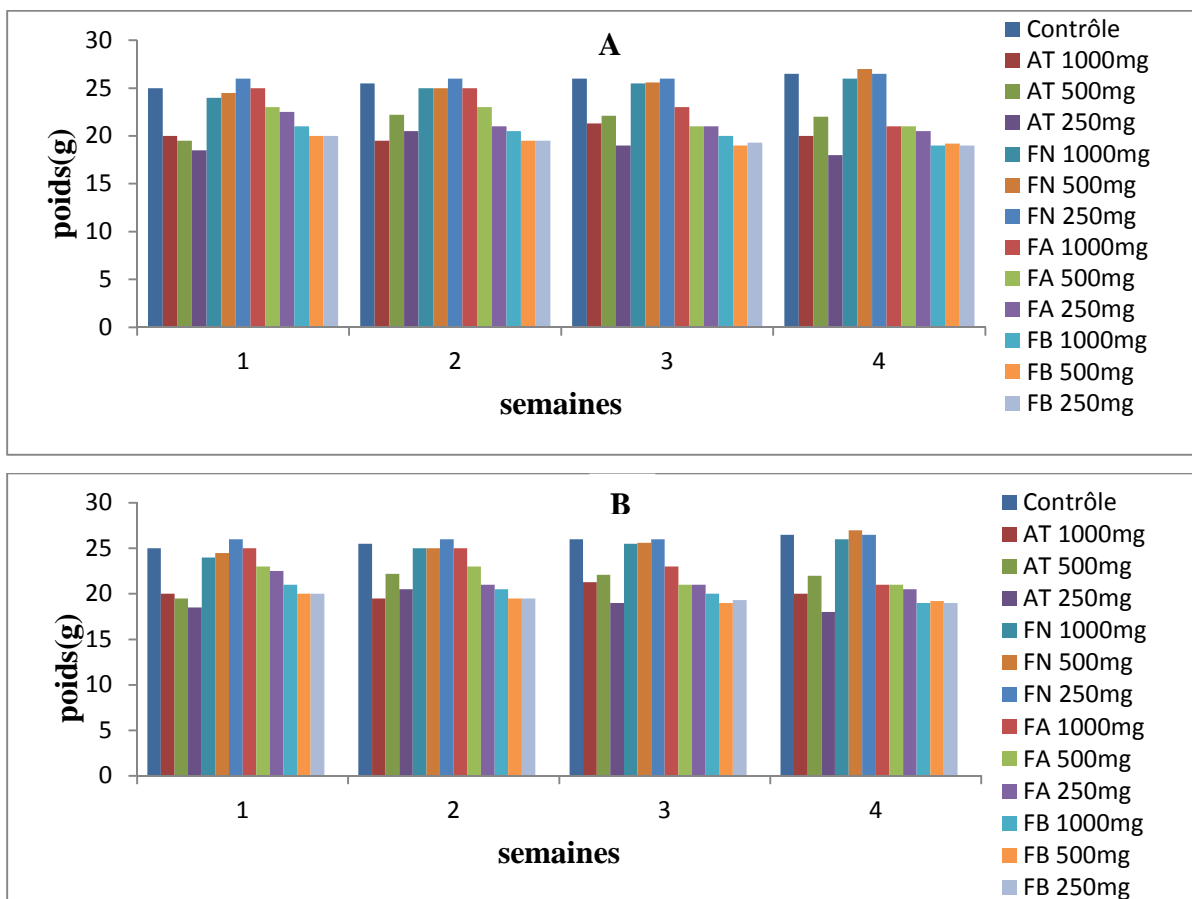 A
30
25
20
15
10
5
0
poids(g)
1 2 3 4
semaines
Contrôle
AT 1000mg
AT 500mg
AT 250mg
FN 1000mg
FN 500mg
FN 250mg
FA 1000mg
FA 500mg
FA 250mg
FB 1000mg
FB 500mg
FB 250mg
B
30
25
20
15
10
5
0
poids(g)
1 2 3 4
semaines
Contrôle
AT 1000mg
AT 500mg
AT 250mg
FN 1000mg
FN 500mg
FN 250mg
FA 1000mg
FA 500mg
FA 250mg
FB 1000mg
FB 500mg
FB 250mg